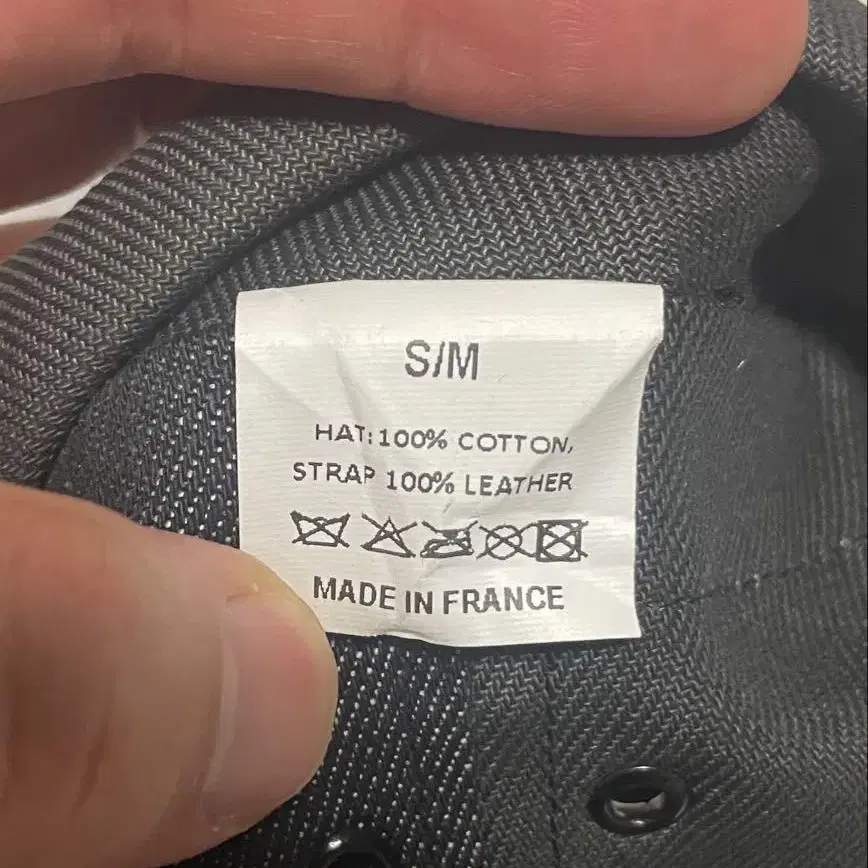 S/M
HAT: 100% COTTON,
STRAP 100% LEATHER
MADE IN FRANCE